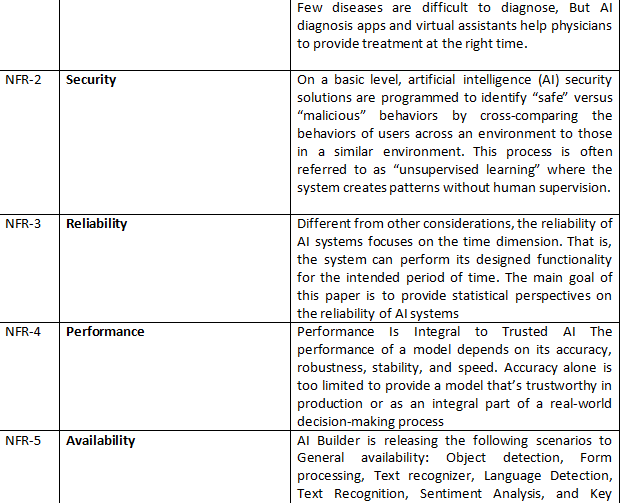 Few diseases are difficult to diagnose, But AI
diagnosis apps and virtual assistants help physicians
to provide treatment at the right time.
NFR-2 Security On a basic level, artificial intelligence (AI) security
solutions are programmed to identify “safe” versus
“malicious” behaviors by cross-comparing the
behaviors of users across an environment to those
in a similar environment. This process is often
referred to as “unsupervised learning” where the
system creates patterns without human supervision.
NFR-3 Reliability Different from other considerations, the reliability of
AI systems focuses on the time dimension. That is,
the system can perform its designed functionality
for the intended period of time. The main goal of
this paper is to provide statistical perspectives on
the reliability of AI systems
NFR-4 Performance Performance Is Integral to Trusted AI The
performance of a model depends on its accuracy,
robustness, stability, and speed. Accuracy alone is
too limited to provide a model that’s trustworthy in
production or as an integral part of a real-world
decision-making process
NFR-5 Availability AI Builder is releasing the following scenarios to
General availability: Object detection, Form
processing, Text recognizer, Language Detection,
Text Recognition, Sentiment Analysis, and Key